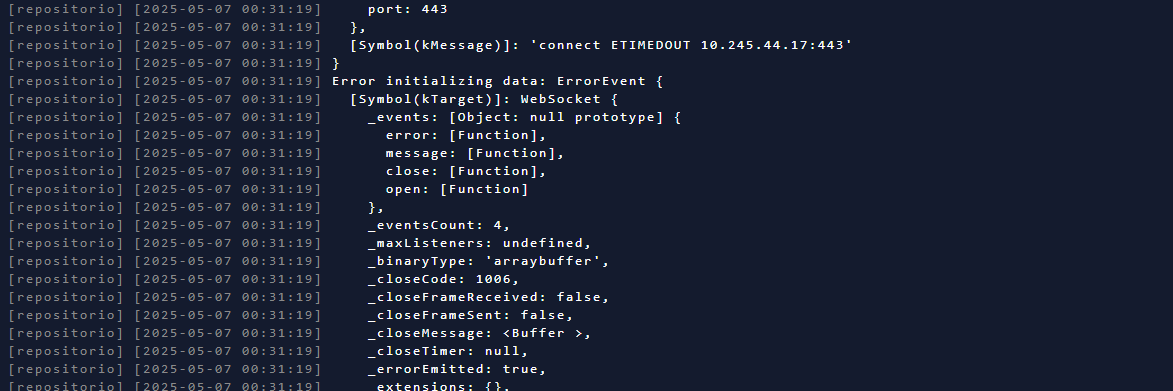 [repositorio] [2025-05-07 00:31:19]     port: 443
[repositorio] [2025-05-07 00:31:19]   },
[repositorio] [2025-05-07 00:31:19]   [Symbol(kMessage)]: 'connect ETIMEDOUT 10.245.44.17:443'
[repositorio] [2025-05-07 00:31:19] }
[repositorio] [2025-05-07 00:31:19] Error initializing data: ErrorEvent {
[repositorio] [2025-05-07 00:31:19]   [Symbol(kTarget)]: WebSocket {
[repositorio] [2025-05-07 00:31:19]     _events: [Object: null prototype] {
[repositorio] [2025-05-07 00:31:19]       error: [Function],
[repositorio] [2025-05-07 00:31:19]       message: [Function],
[repositorio] [2025-05-07 00:31:19]       close: [Function],
[repositorio] [2025-05-07 00:31:19]       open: [Function]
[repositorio] [2025-05-07 00:31:19]     },
[repositorio] [2025-05-07 00:31:19]     _eventsCount: 4,
[repositorio] [2025-05-07 00:31:19]     _maxListeners: undefined,
[repositorio] [2025-05-07 00:31:19]     _binaryType: 'arraybuffer',
[repositorio] [2025-05-07 00:31:19]     _closeCode: 1006,
[repositorio] [2025-05-07 00:31:19]     _closeFrameReceived: false,
[repositorio] [2025-05-07 00:31:19]     _closeFrameSent: false,
[repositorio] [2025-05-07 00:31:19]     _closeMessage: <Buffer >,
[repositorio] [2025-05-07 00:31:19]     _closeTimer: null,
[repositorio] [2025-05-07 00:31:19]     _errorEmitted: true,
[repositorio] [2025-05-07 00:31:19]     _extensions: {},